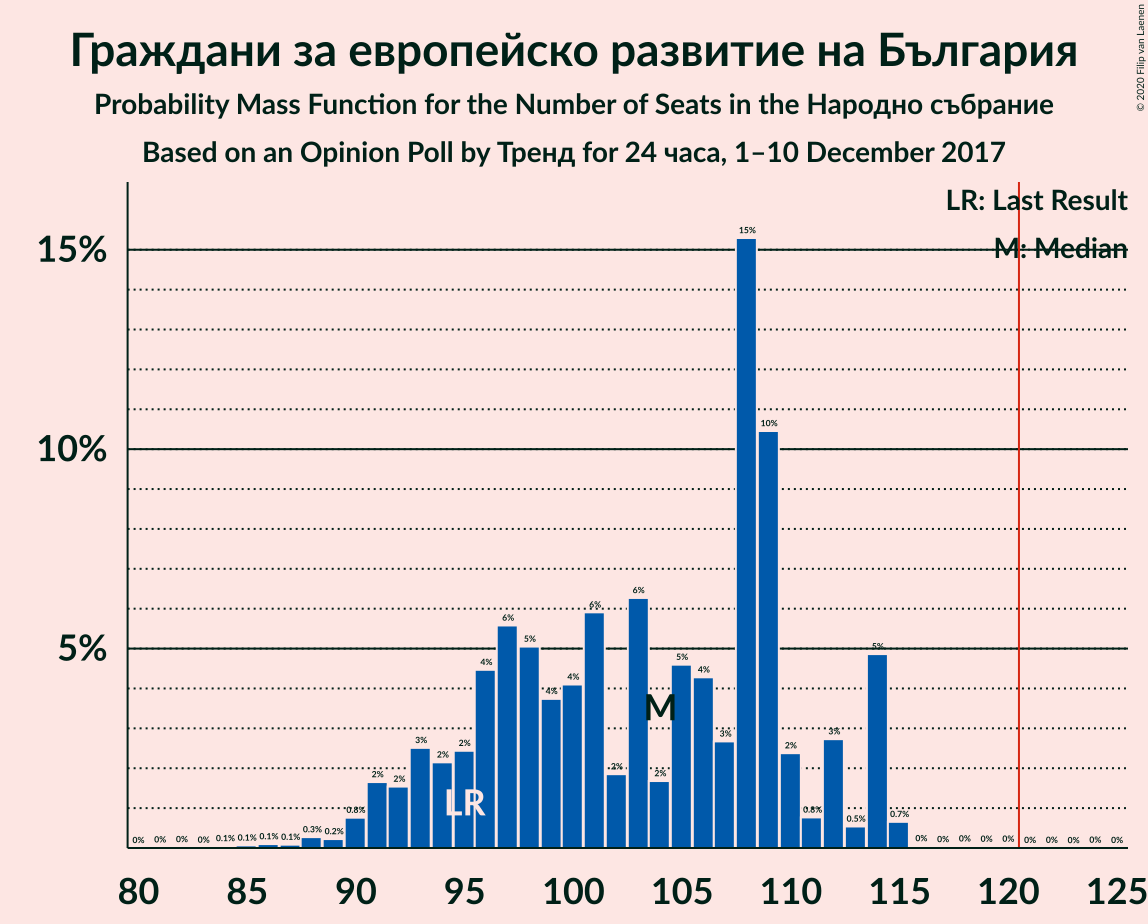 Граждани за европейско развитие на България
Probability Mass Function for the Number of Seats in the Народно събрание
Based on an Opinion Poll by Тренд for 24 часа, 1–10 December 2017
© 2020 Filip van Laenen
LR: Last Result
M: Median
15%
10%
5%
0% 0% 0% 0% 0.1% 0.1% 0.1% 0.1% 0.3% 0.2% 0.8% 2% 2% 3% 2% 2% 4% 6% 5% 4% 4% 6% 2% 6% 2% 5% 4% 3% 15% 10% 2% 0.8% 3% 0.5% 5% 0.7% 0% 0% 0% 0% 0% 0% 0% 0% 0% 0%
M
LR
80 85 90 95 100 105 110 115 120 125